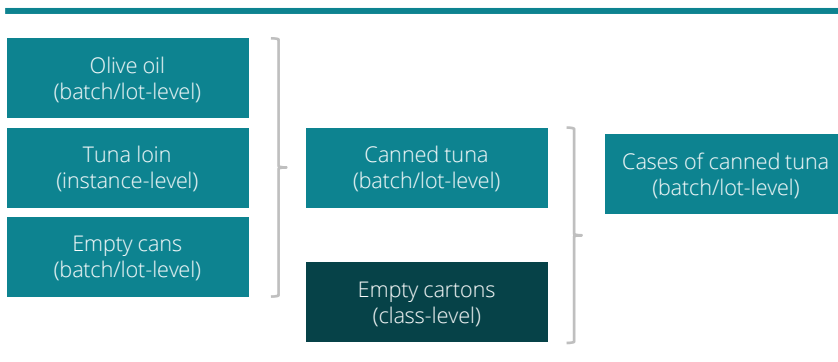 Olive oil
(batch/lot-level)
Tuna loin
(instance-level)
Empty cans
(batch/lot-level)
Canned tuna
(batch/lot-level)
Empty cartons
(class-level)
Cases of canned tuna
(batch/lot-level)